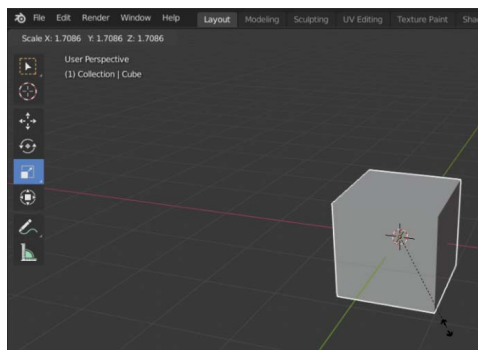 File Edit Render Window Help Layout Modeling Sculpting UV Editing Texture Paint Sha
Scale X: 1.7086 Y: 1.7086 Z: 1.7086
User Perspective
(1) Collection | Cube